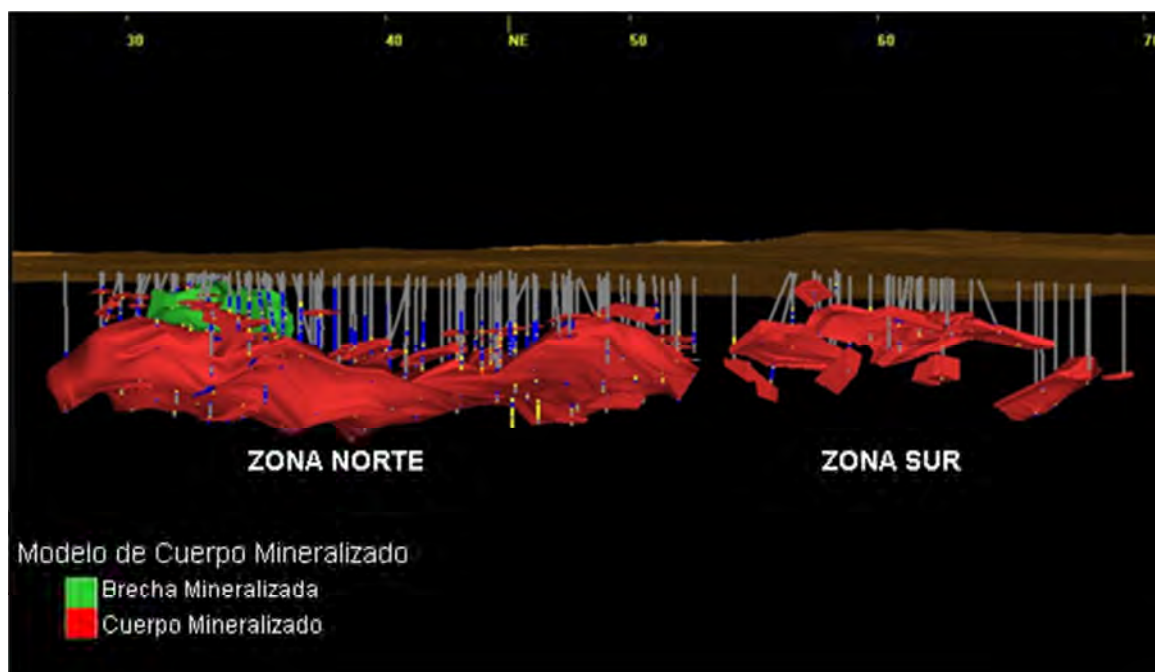 30 40 NE 50 60 70
ZONA NORTE ZONA SUR
Modelo de Cuerpo Mineralizado
Brecha Mineralizada
Cuerpo Mineralizado